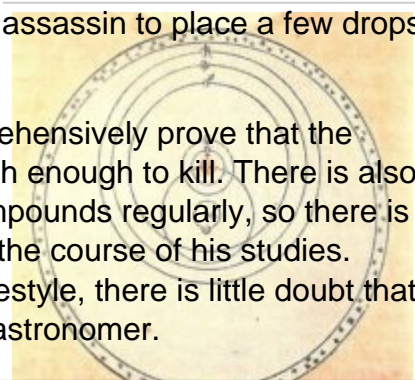 assassin to place a few drops
ehensively prove that the
h enough to kill. There is also
mpounds regularly, so there is
the course of his studies.
estyle, there is little doubt that
astronomer.